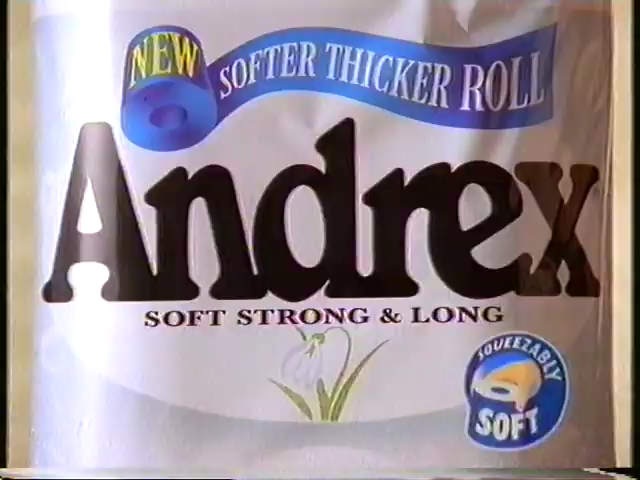 NEW
SOFTER THICKER ROLL
Andrex
SOFT STRONG & LONG
SQUEEZABLY
SOFT